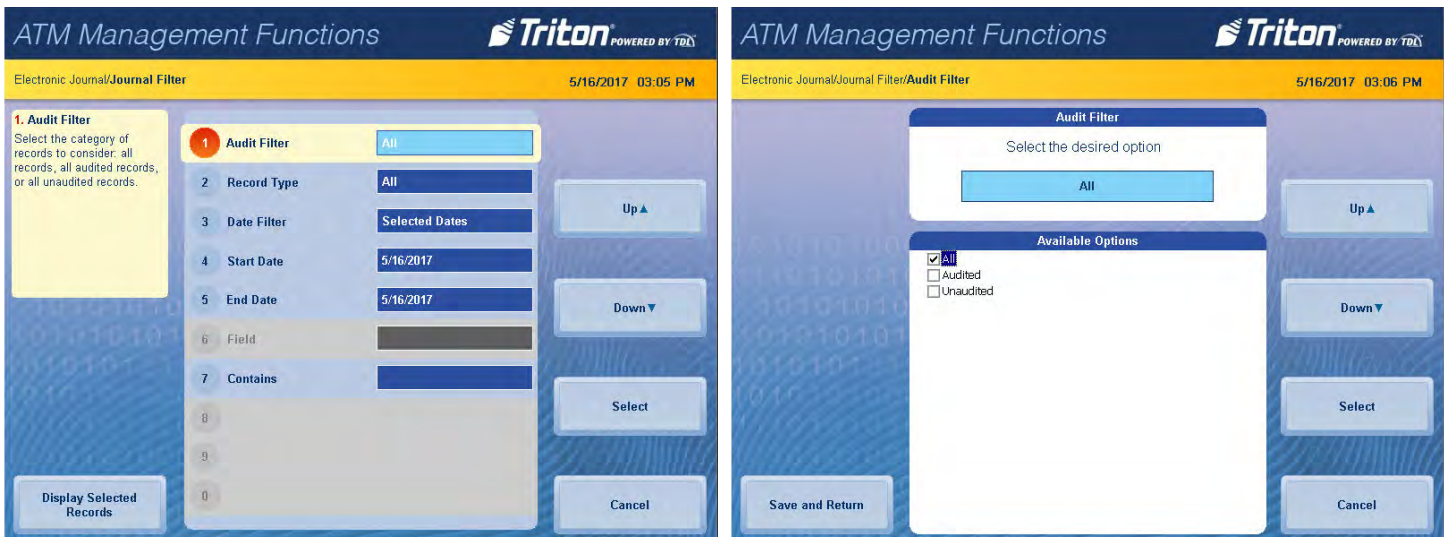 ATM Management Functions
Triton POWERED BY TDL
Electronic Journal/Journal Filter
5/16/2017 03:05 PM
1. Audit Filter
Select the category of
records to consider: all
records, all audited records,
or all unaudited records.
1 Audit Filter All
2 Record Type All
3 Date Filter Selected Dates
4 Start Date 5/16/2017
5 End Date 5/16/2017
6 Field
7 Contains
8
9
0
Up▲
Down▼
Select
Display Selected
Records
Cancel
ATM Management Functions
Triton POWERED BY TDL
Electronic Journal/Journal Filter/Audit Filter
5/16/2017 03:06 PM
Audit Filter
Select the desired option
All
Available Options
All
Audited
Unaudited
Up▲
Down▼
Select
Save and Return
Cancel